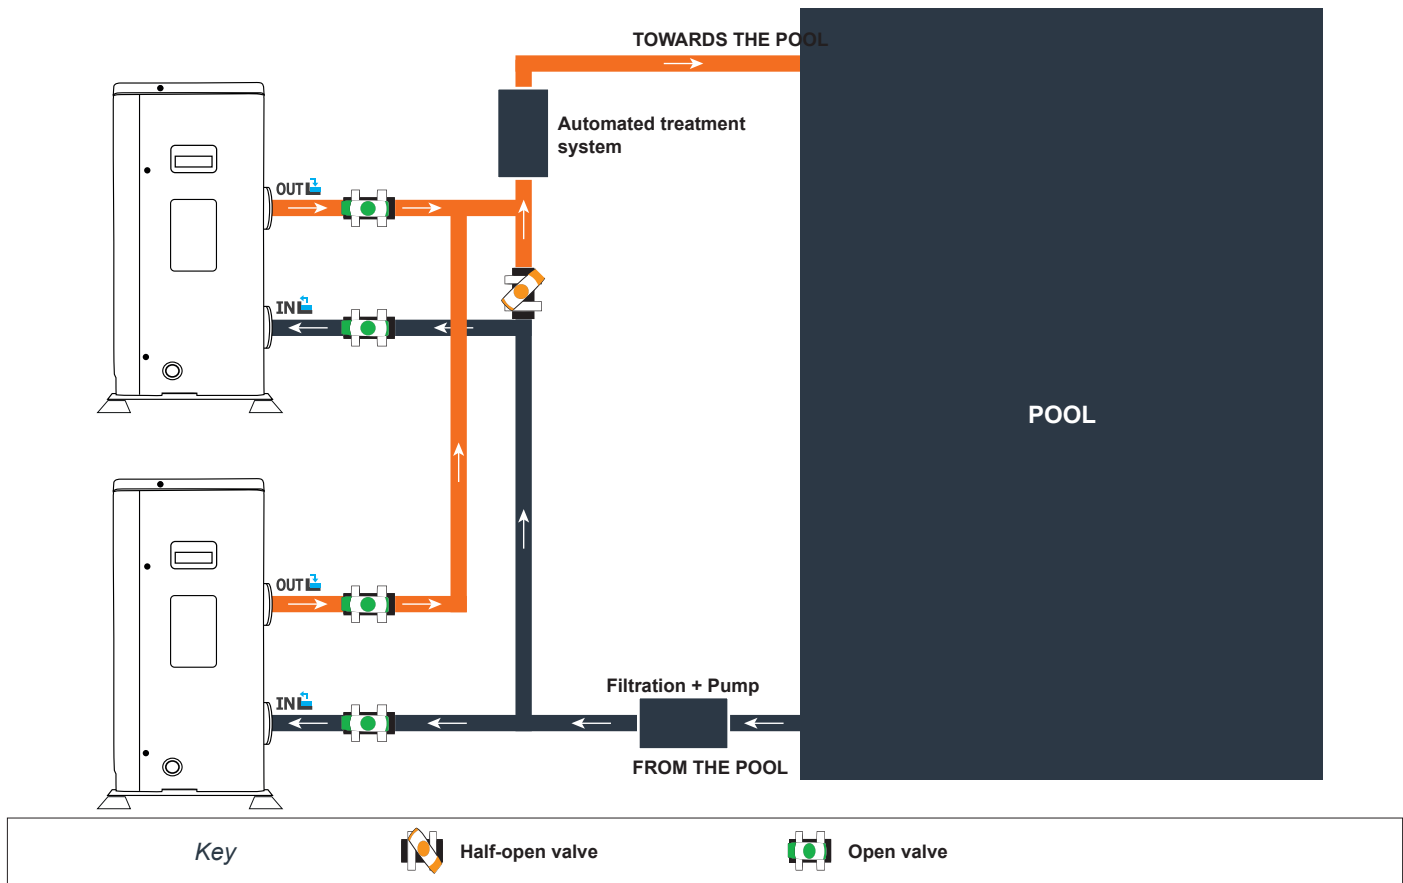 TOWARDS THE POOL
Automated treatment
system
OUT
IN
POOL
OUT
IN
Filtration + Pump
FROM THE POOL
Key
Half-open valve
Open valve